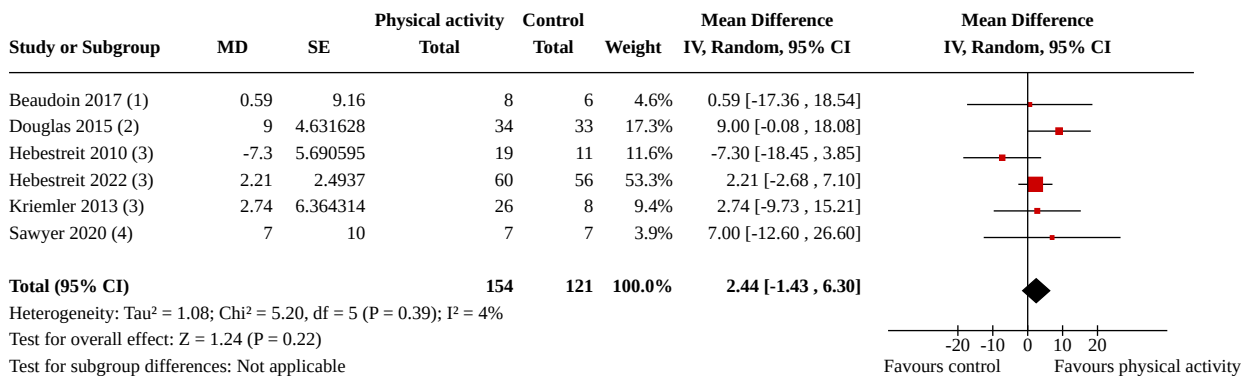 Physical activity Control Mean Difference Mean Difference
Study or Subgroup MD SE Total Total Weight IV, Random, 95% CI IV, Random, 95% CI
Beaudoin 2017 (1) 0.59 9.16 8 6 4.6% 0.59 [-17.36 , 18.54]
Douglas 2015 (2) 9 4.631628 34 33 17.3% 9.00 [-0.08 , 18.08]
Hebestreit 2010 (3) -7.3 5.690595 19 11 11.6% -7.30 [-18.45 , 3.85]
Hebestreit 2022 (3) 2.21 2.4937 60 56 53.3% 2.21 [-2.68 , 7.10]
Kriemler 2013 (3) 2.74 6.364314 26 8 9.4% 2.74 [-9.73 , 15.21]
Sawyer 2020 (4) 7 10 7 7 3.9% 7.00 [-12.60 , 26.60]
Total (95% CI) 154 121 100.0% 2.44 [-1.43 , 6.30]
Heterogeneity: Tau² = 1.08; Chi² = 5.20, df = 5 (P = 0.39); I² = 4%
Test for overall effect: Z = 1.24 (P = 0.22) -20 -10 0 10 20
Test for subgroup differences: Not applicable Favours control Favours physical activity